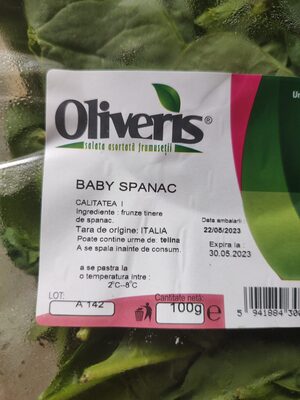 Oliveris®
salata asortată frumuseții
BABY SPANAC
CALITATEA I
Ingrediente : frunze tinere
de spanac.
Tara de origine: ITALIA
Poate contine urme de: telina
A se spala inainte de consum.
a se pastra la
o temperatura intre :
2°C--8°C
Data ambalarii
22/05/2023
Expira la
30.05.2023
LOT:
A 142
Cantitate netă:
100g e
5 941884 300